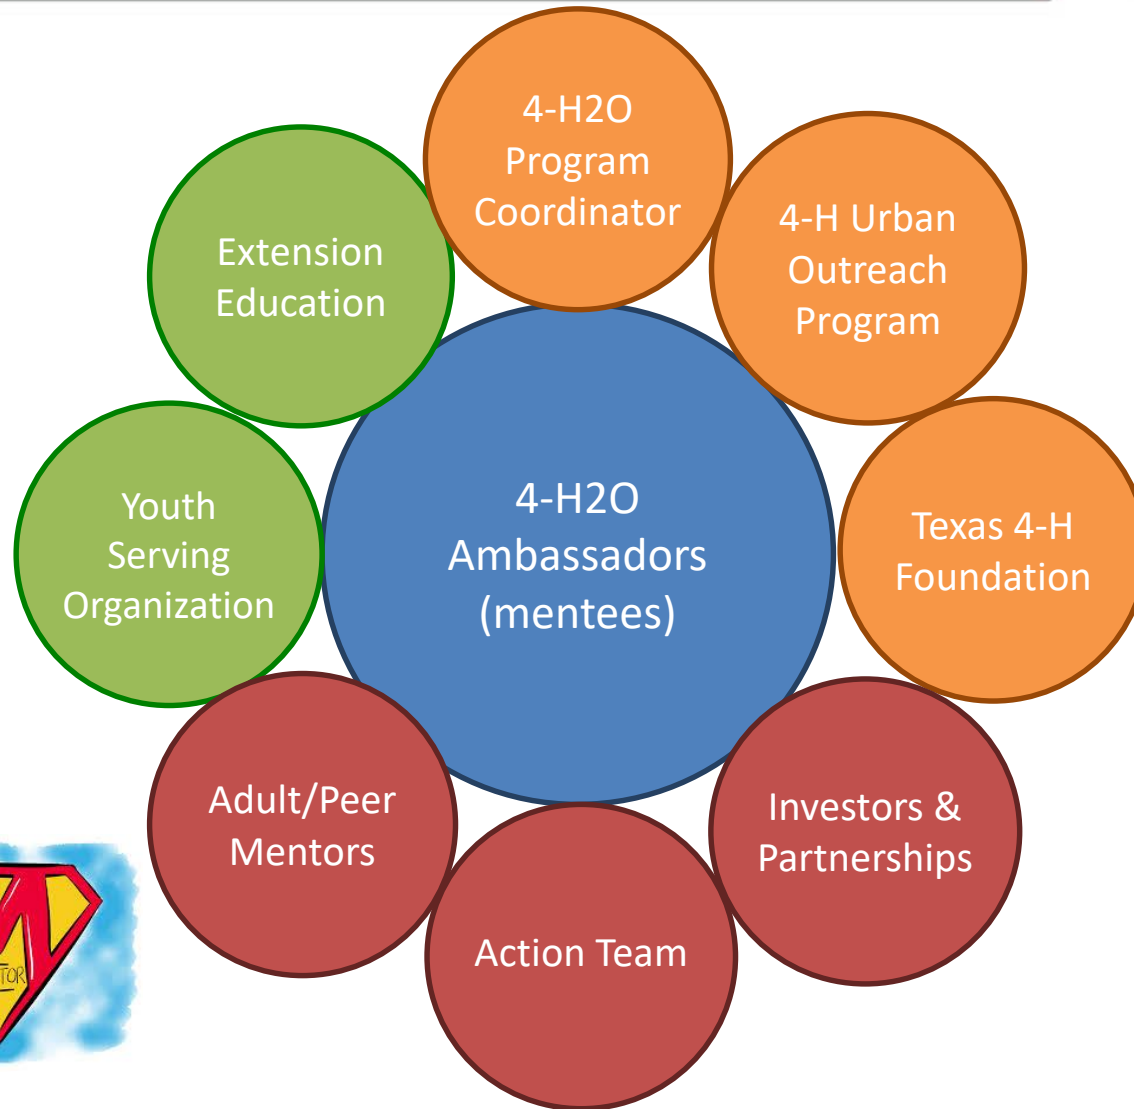 4-H2O
Program
Coordinator
4-H Urban
Outreach
Program
Extension
Education
Youth
Serving
Organization
4-H2O
Ambassadors
(mentees)
Texas 4-H
Foundation
Adult/Peer
Mentors
Investors &
Partnerships
Action Team